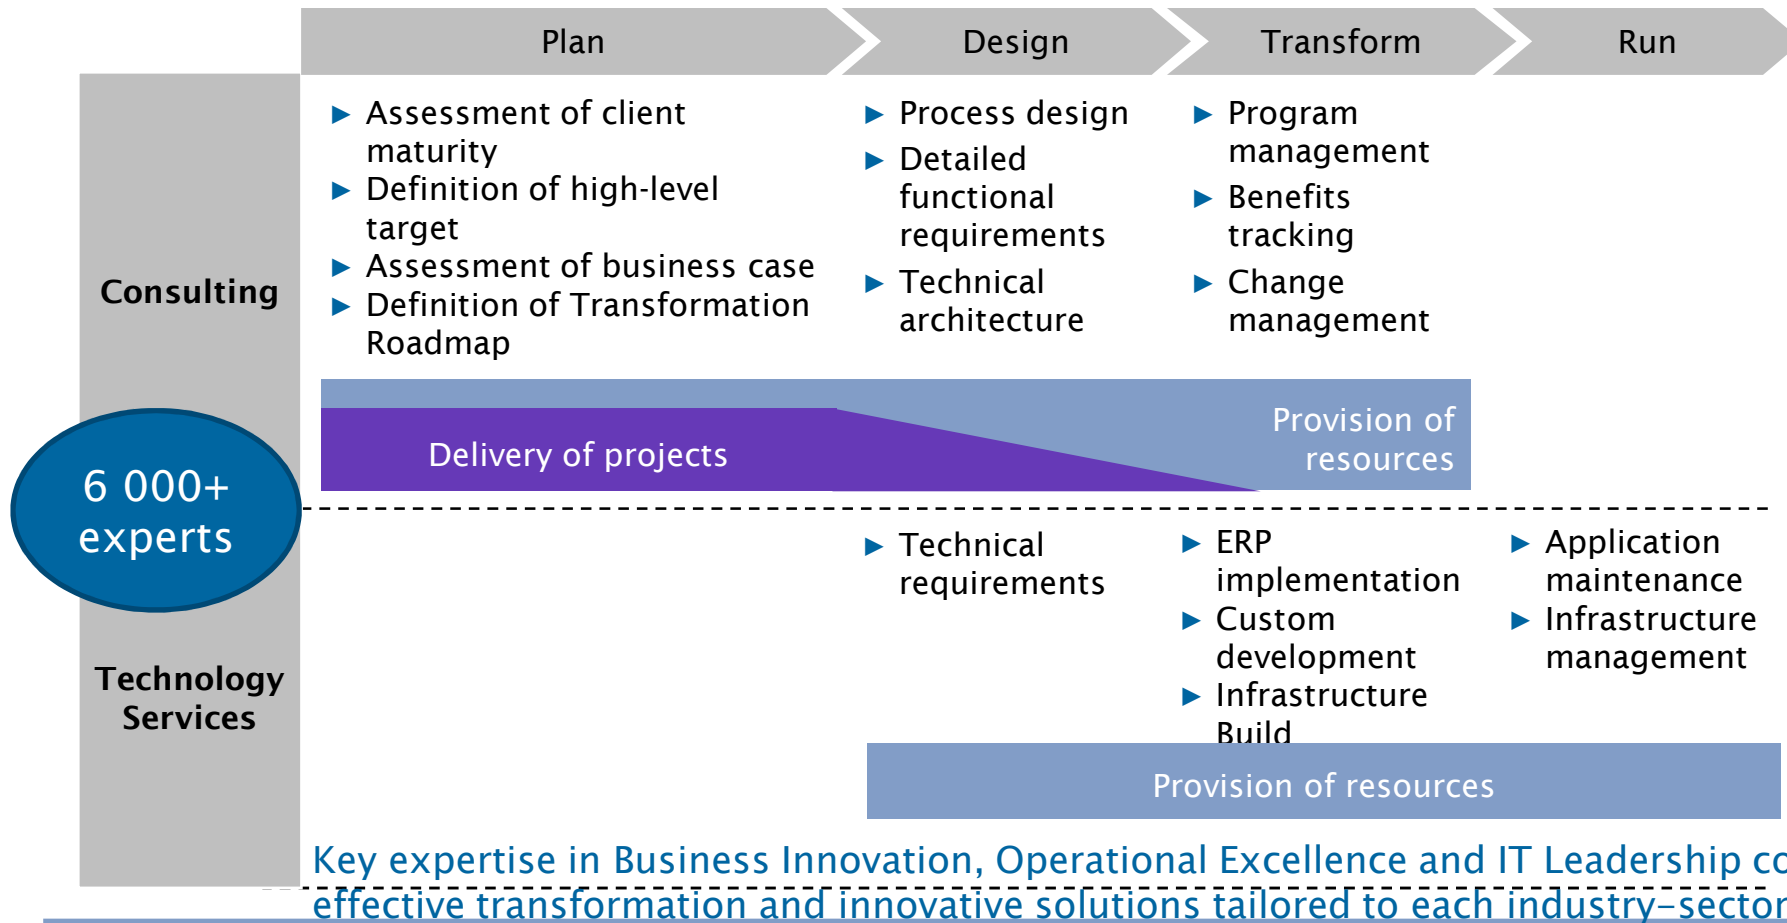 Plan
Design
Transform
Run
Consulting
► Assessment of client
maturity
► Definition of high-level
target
► Assessment of business case
► Definition of Transformation
Roadmap
► Process design
► Detailed
functional
requirements
► Technical
architecture
► Program
management
► Benefits
tracking
► Change
management
Delivery of projects
Provision of
resources
6 000+
experts
Technology
Services
► Technical
requirements
► ERP
implementation
► Custom
development
► Infrastructure
Build
► Application
maintenance
► Infrastructure
management
Provision of resources
Key expertise in Business Innovation, Operational Excellence and IT Leadership
effective transformation and innovative solutions tailored to each industry-sector